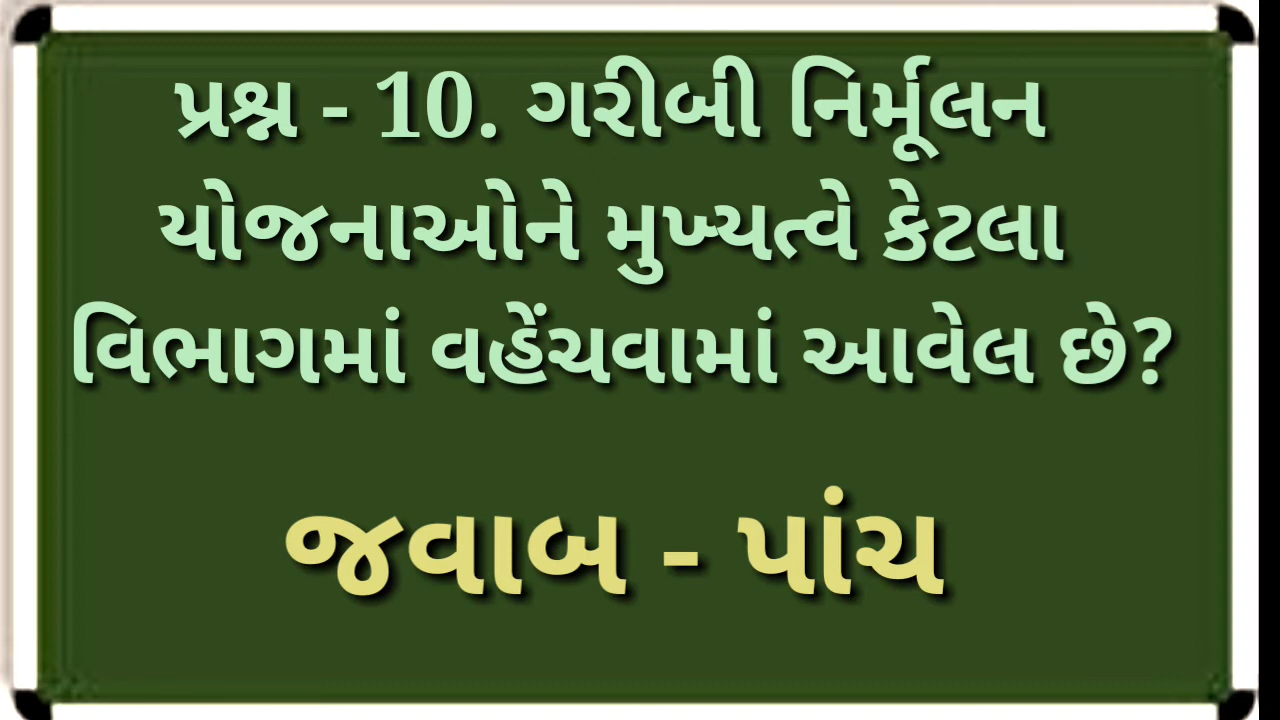 પ્રશ્ન - 10. ગરીબી નિર્મૂલન
યોજનાઓને મુખ્યત્વે કેટલા
વિભાગમાં વહેંચવામાં આવેલ છે?
જવાબ - પાંચ